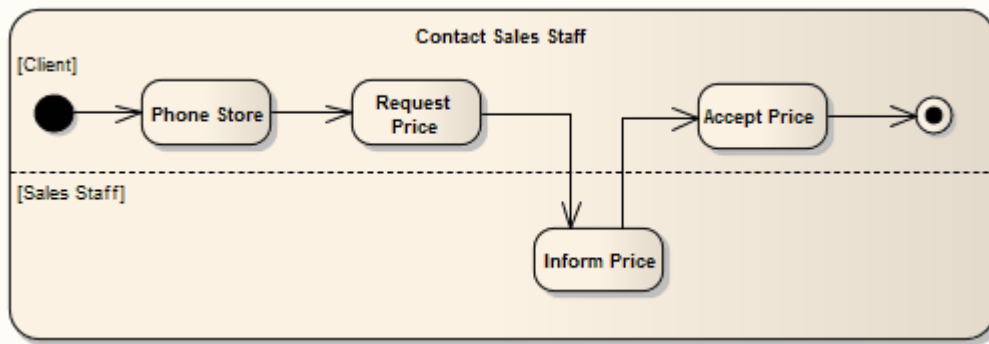 Contact Sales Staff
[Client]
Phone Store
Request
Price
Accept Price
[Sales Staff]
Inform Price